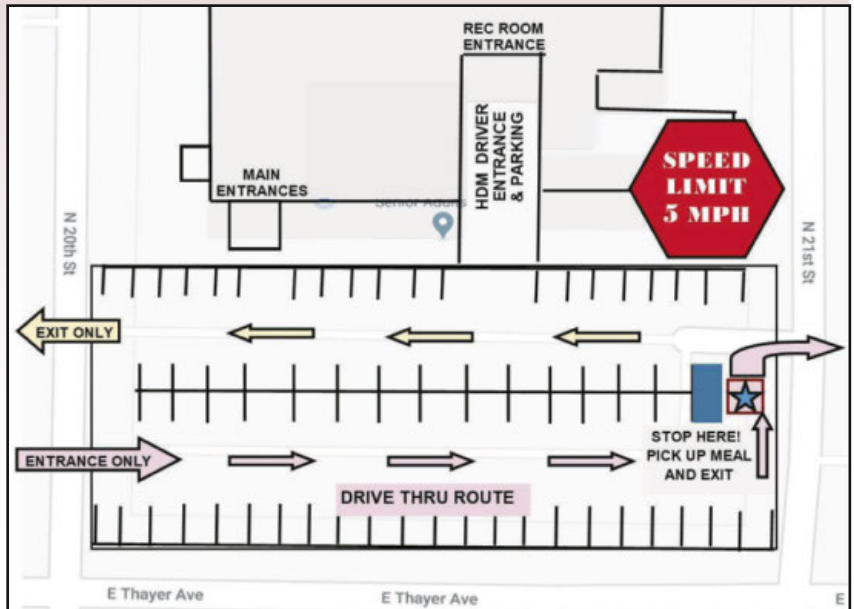 REC ROOM
ENTRANCE
HDM DRIVER
ENTRANCE
& PARKING
MAIN
ENTRANCES
Senior Adults
SPEED
LIMIT
5 MPH
N 20th St
N 21st St
EXIT ONLY
ENTRANCE ONLY
STOP HERE!
PICK UP MEAL
AND EXIT
DRIVE THRU ROUTE
E Thayer Ave
E Thayer Ave
E